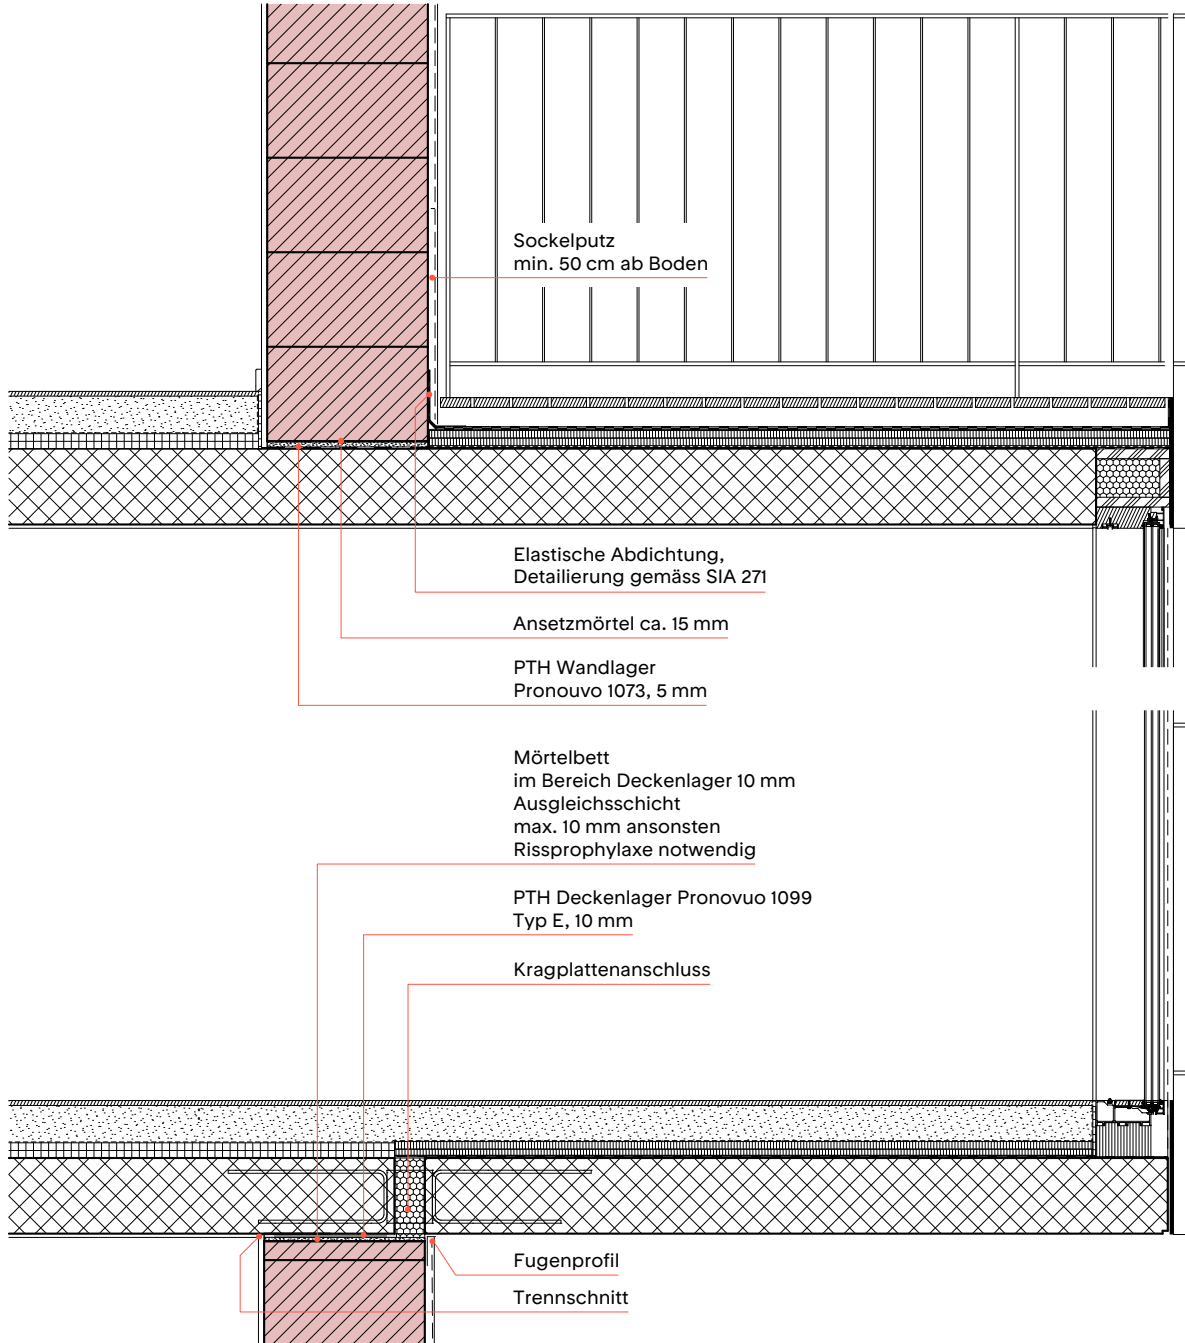 Sockelputz
min. 50 cm ab Boden
Elastische Abdichtung,
Detailierung gemäss SIA 271
Ansetzmörtel ca. 15 mm
PTH Wandlager
Pronouvo 1073, 5 mm
Mörtelbett
im Bereich Deckenlager 10 mm
Ausgleichsschicht
max. 10 mm ansonsten
Rissprophylaxe notwendig
PTH Deckenlager Pronovuo 1099
Typ E, 10 mm
Kragplattenanschluss
Fugenprofil
Trennschnitt